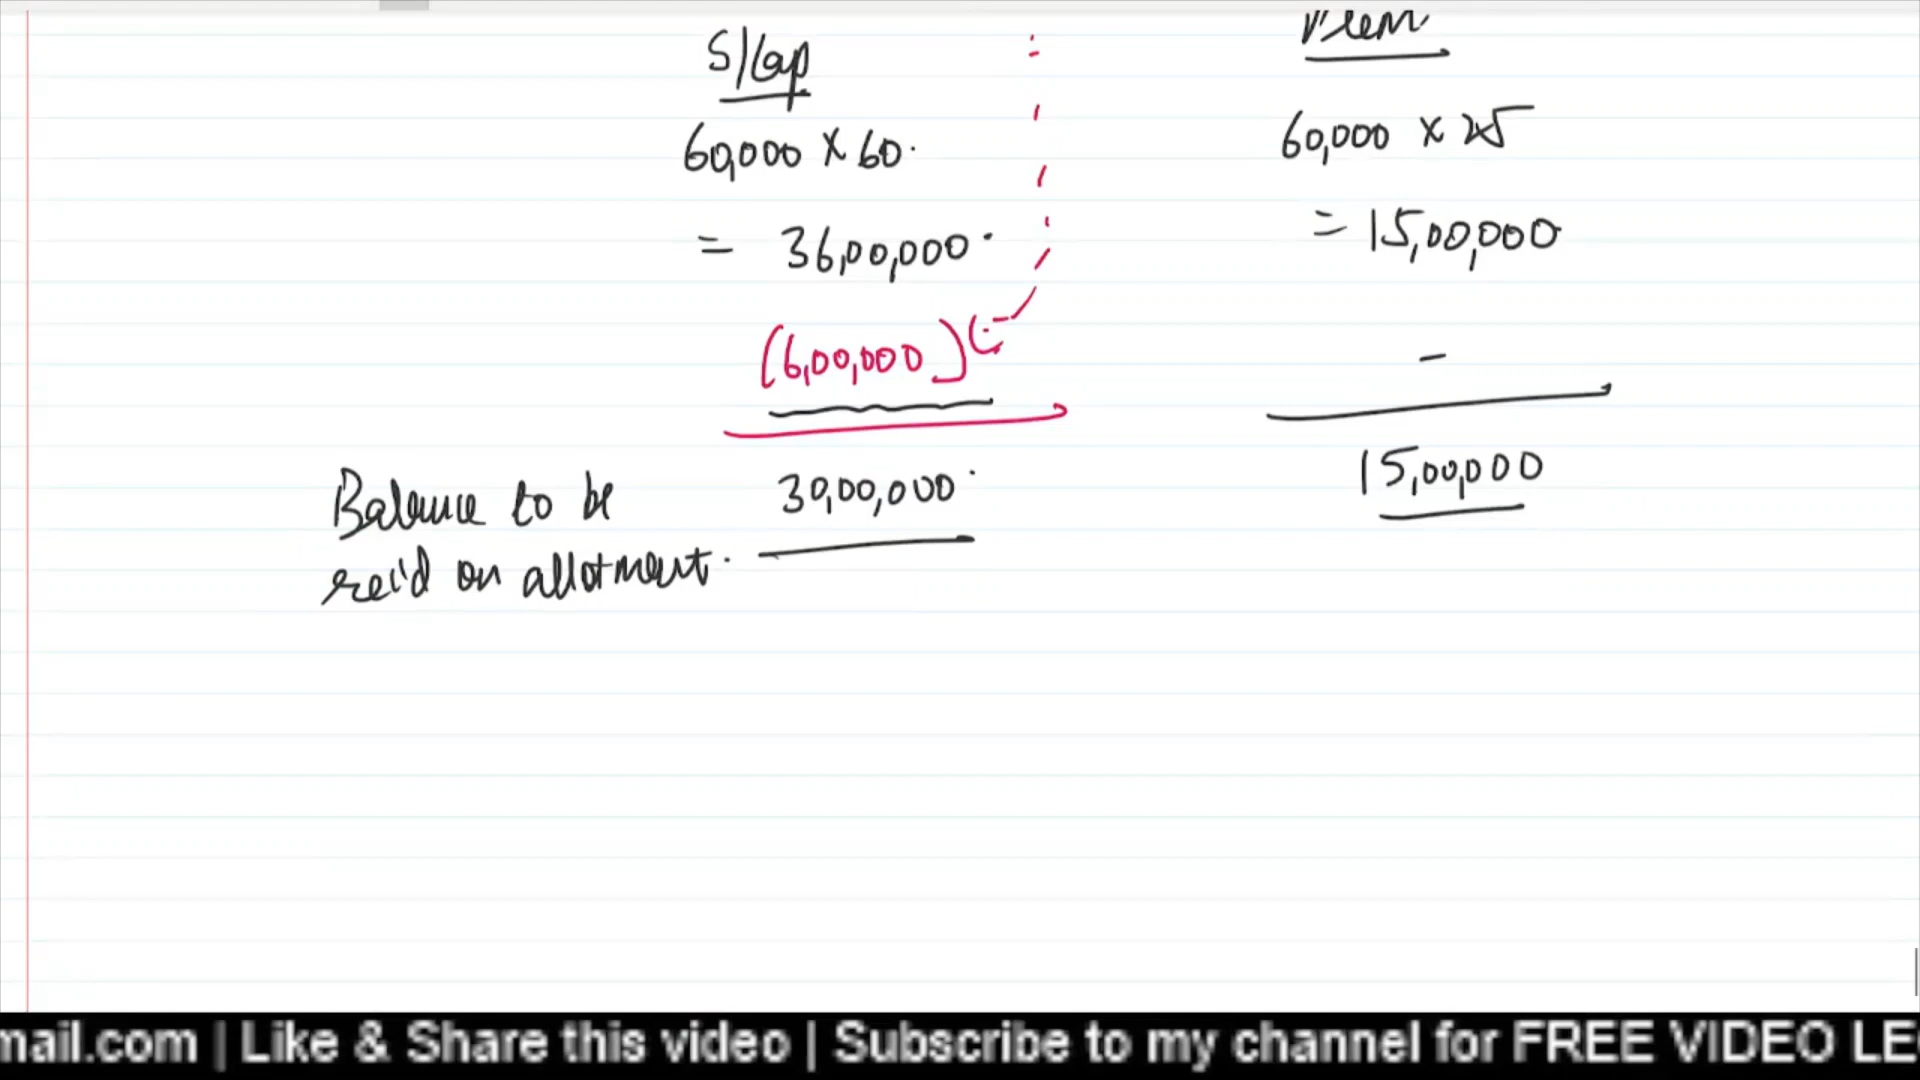 S/Cap
Prem
60,000 X 60.
60,000 X 25
= 36,00,000.
= 15,00,000
(6,00,000)
-
Balance to be 30,00,000.
15,00,000
rec'd on allotment.
mail.com | Like & Share this video | Subscribe to my channel for FREE VIDEO LE